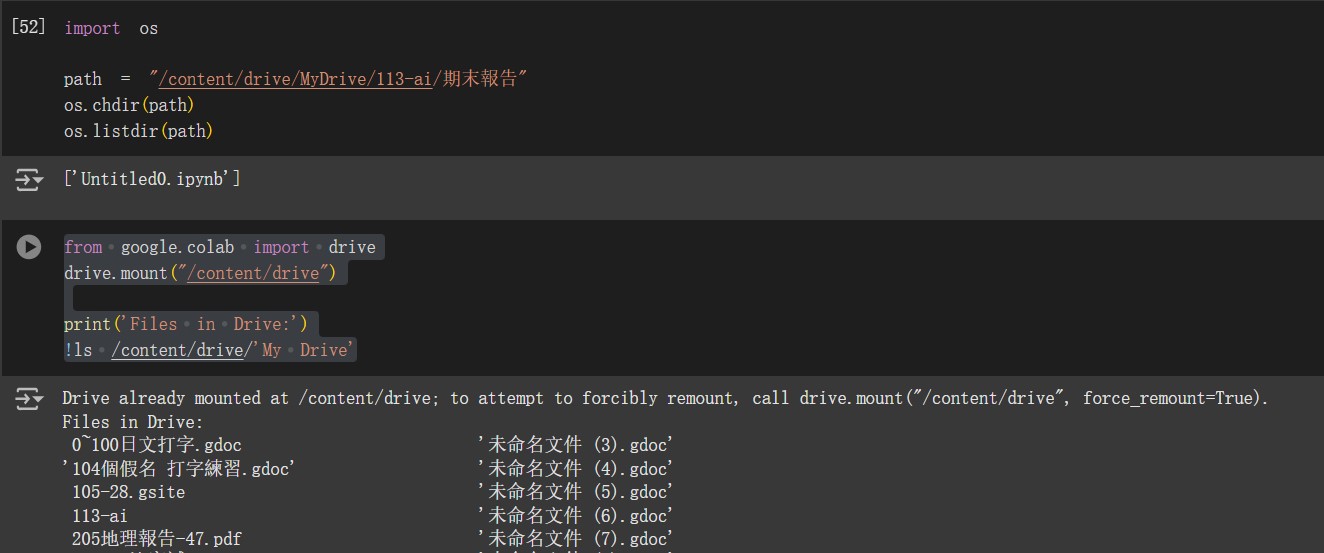 [52] import os
path = "/content/drive/MyDrive/113-ai/期末報告"
os.chdir(path)
os.listdir(path)
['Untitled0.ipynb']
from google.colab import drive
drive.mount("/content/drive")
print('Files in Drive:')
!ls /content/drive/'My Drive'
Drive already mounted at /content/drive; to attempt to forcibly remount, call drive.mount("/content/drive", force_remount=True).
Files in Drive:
0~100日文打字.gdoc '未命名文件 (3).gdoc'
'104個假名 打字練習.gdoc' '未命名文件 (4).gdoc'
105-28.gsite '未命名文件 (5).gdoc'
113-ai '未命名文件 (6).gdoc'
205地理報告-47.pdf '未命名文件 (7).gdoc'